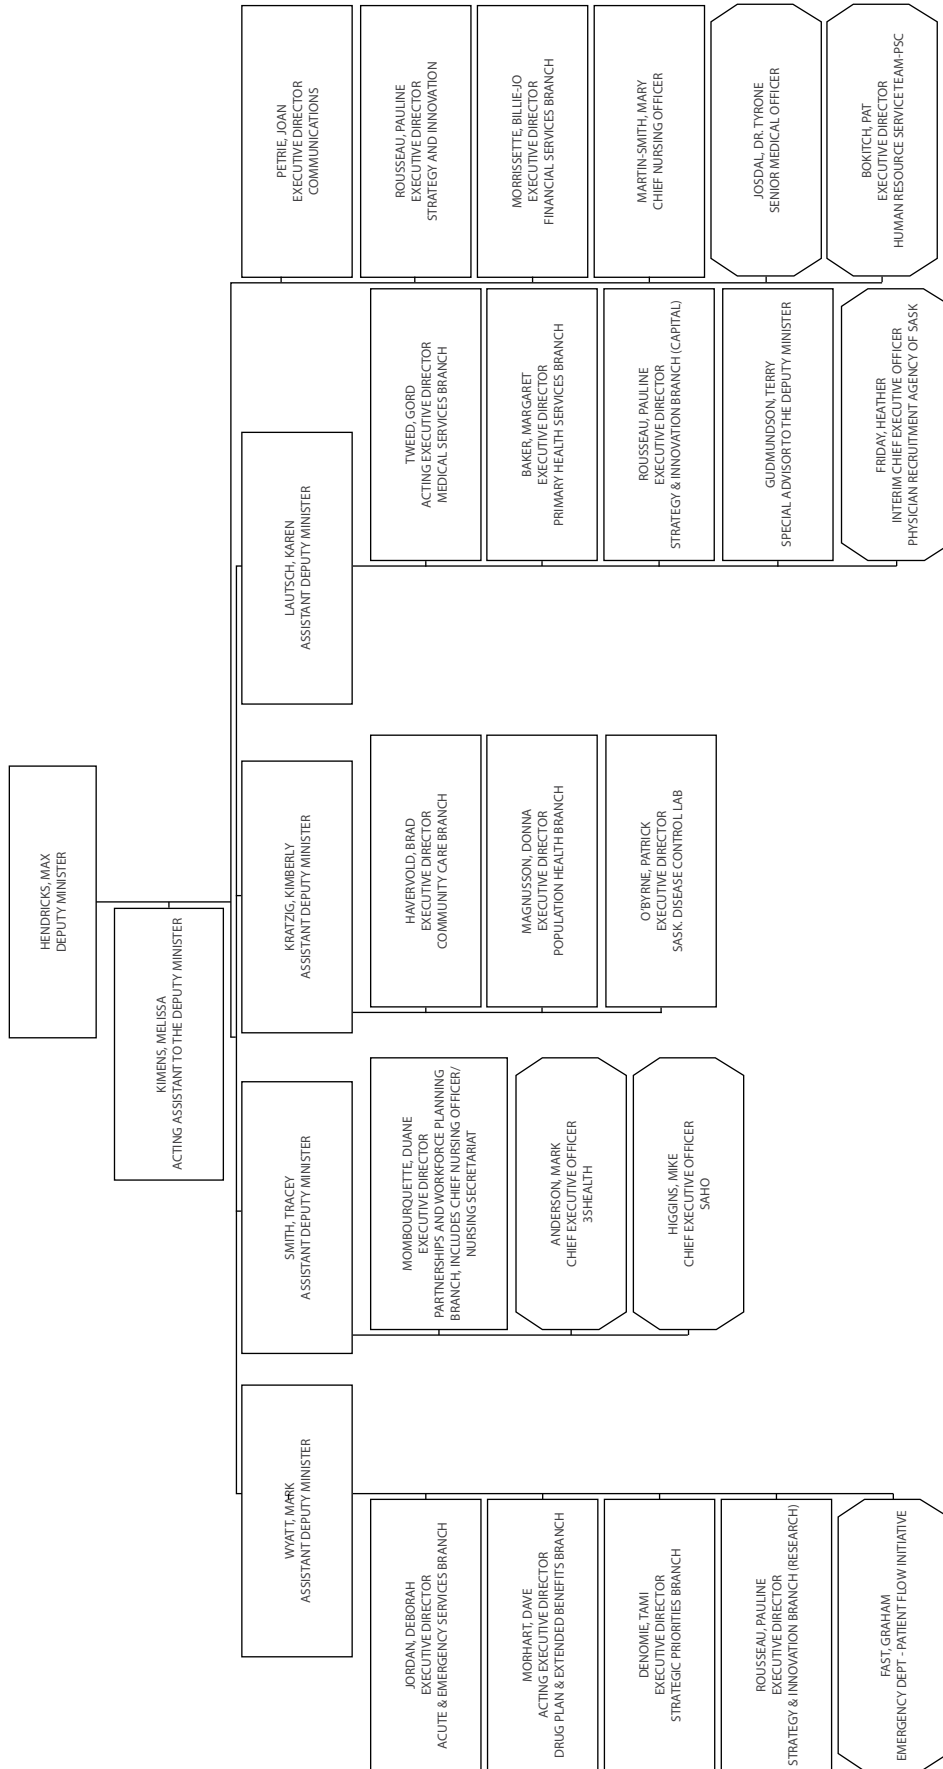 HENDRICKS, MAX
DEPUTY MINISTER
KIMENS, MELISSA
ACTING ASSISTANT TO THE DEPUTY MINISTER
WYATT, MARK
ASSISTANT DEPUTY MINISTER
JORDAN, DEBORAH
EXECUTIVE DIRECTOR
ACUTE & EMERGENCY SERVICES BRANCH
MORHART, DAVE
ACTING EXECUTIVE DIRECTOR
DRUG PLAN & EXTENDED BENEFITS BRANCH
DENOMIE, TAMI
EXECUTIVE DIRECTOR
STRATEGIC PRIORITIES BRANCH
ROUSSEAU, PAULINE
EXECUTIVE DIRECTOR
STRATEGY & INNOVATION BRANCH (RESEARCH)
FAST, GRAHAM
EMERGENCY DEPT - PATIENT FLOW INITIATIVE
SMITH, TRACEY
ASSISTANT DEPUTY MINISTER
MOMBOURQUETTE, DUANE
EXECUTIVE DIRECTOR
PARTNERSHIPS AND WORKFORCE PLANNING
BRANCH, INCLUDES CHIEF NURSING OFFICER/
NURSING SECRETARIAT
ANDERSON, MARK
CHIEF EXECUTIVE OFFICER
3SHEALTH
HIGGINS, MIKE
CHIEF EXECUTIVE OFFICER
SAHO
KRATZIG, KIMBERLY
ASSISTANT DEPUTY MINISTER
HAVERVOLD, BRAD
EXECUTIVE DIRECTOR
COMMUNITY CARE BRANCH
MAGNUSSON, DONNA
EXECUTIVE DIRECTOR
POPULATION HEALTH BRANCH
O'BYRNE, PATRICK
EXECUTIVE DIRECTOR
SASK. DISEASE CONTROL LAB
LAUTSCH, KAREN
ASSISTANT DEPUTY MINISTER
TWEED, GORD
ACTING EXECUTIVE DIRECTOR
MEDICAL SERVICES BRANCH
BAKER, MARGARET
EXECUTIVE DIRECTOR
PRIMARY HEALTH SERVICES BRANCH
ROUSSEAU, PAULINE
EXECUTIVE DIRECTOR
STRATEGY & INNOVATION BRANCH (CAPITAL)
GUDMUNDSON, TERRY
SPECIAL ADVISOR TO THE DEPUTY MINISTER
FRIDAY, HEATHER
INTERIM CHIEF EXECUTIVE OFFICER
PHYSICIAN RECRUITMENT AGENCY OF SASK
PETRIE, JOAN
EXECUTIVE DIRECTOR
COMMUNICATIONS
ROUSSEAU, PAULINE
EXECUTIVE DIRECTOR
STRATEGY AND INNOVATION
MORRISSETTE, BILLIE-JO
EXECUTIVE DIRECTOR
FINANCIAL SERVICES BRANCH
MARTIN-SMITH, MARY
CHIEF NURSING OFFICER
JOSDAL, DR. TYRONE
SENIOR MEDICAL OFFICER
BOKITCH, PAT
EXECUTIVE DIRECTOR
HUMAN RESOURCE SERVICE TEAM-PSC